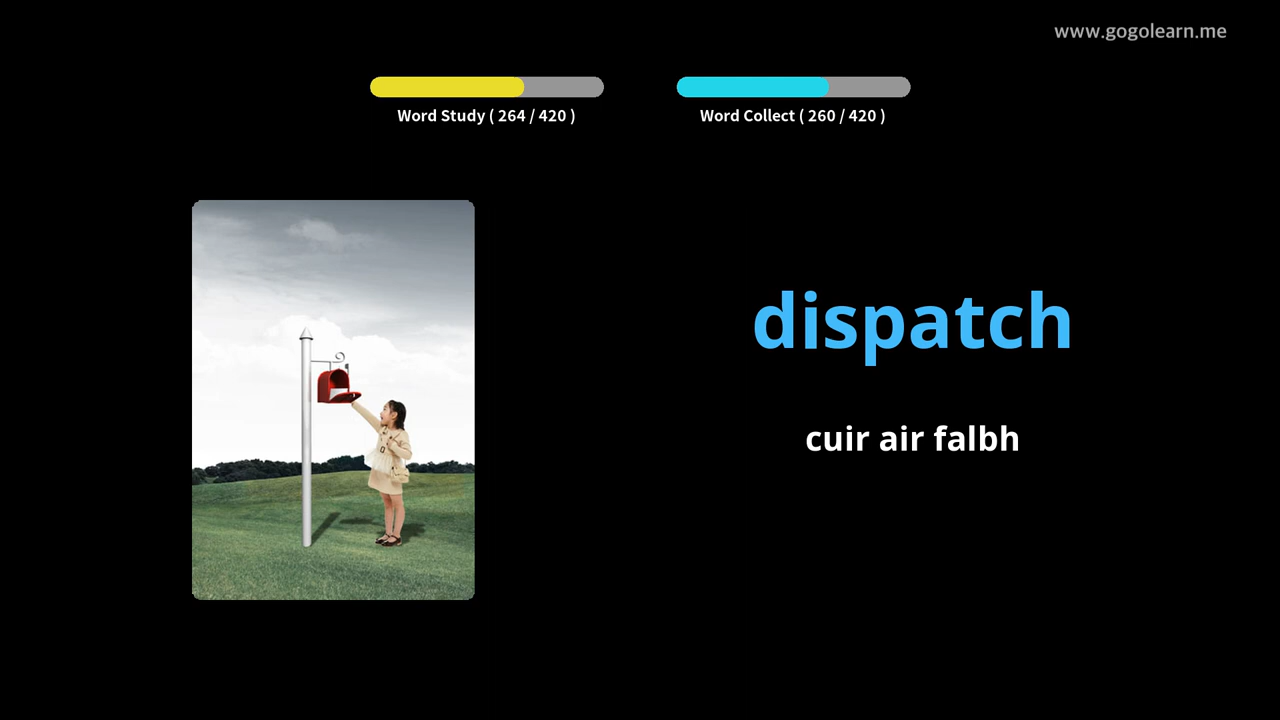 www.gogolearn.me
Word Study ( 264 / 420 )
Word Collect ( 260 / 420 )
dispatch
cuir air falbh